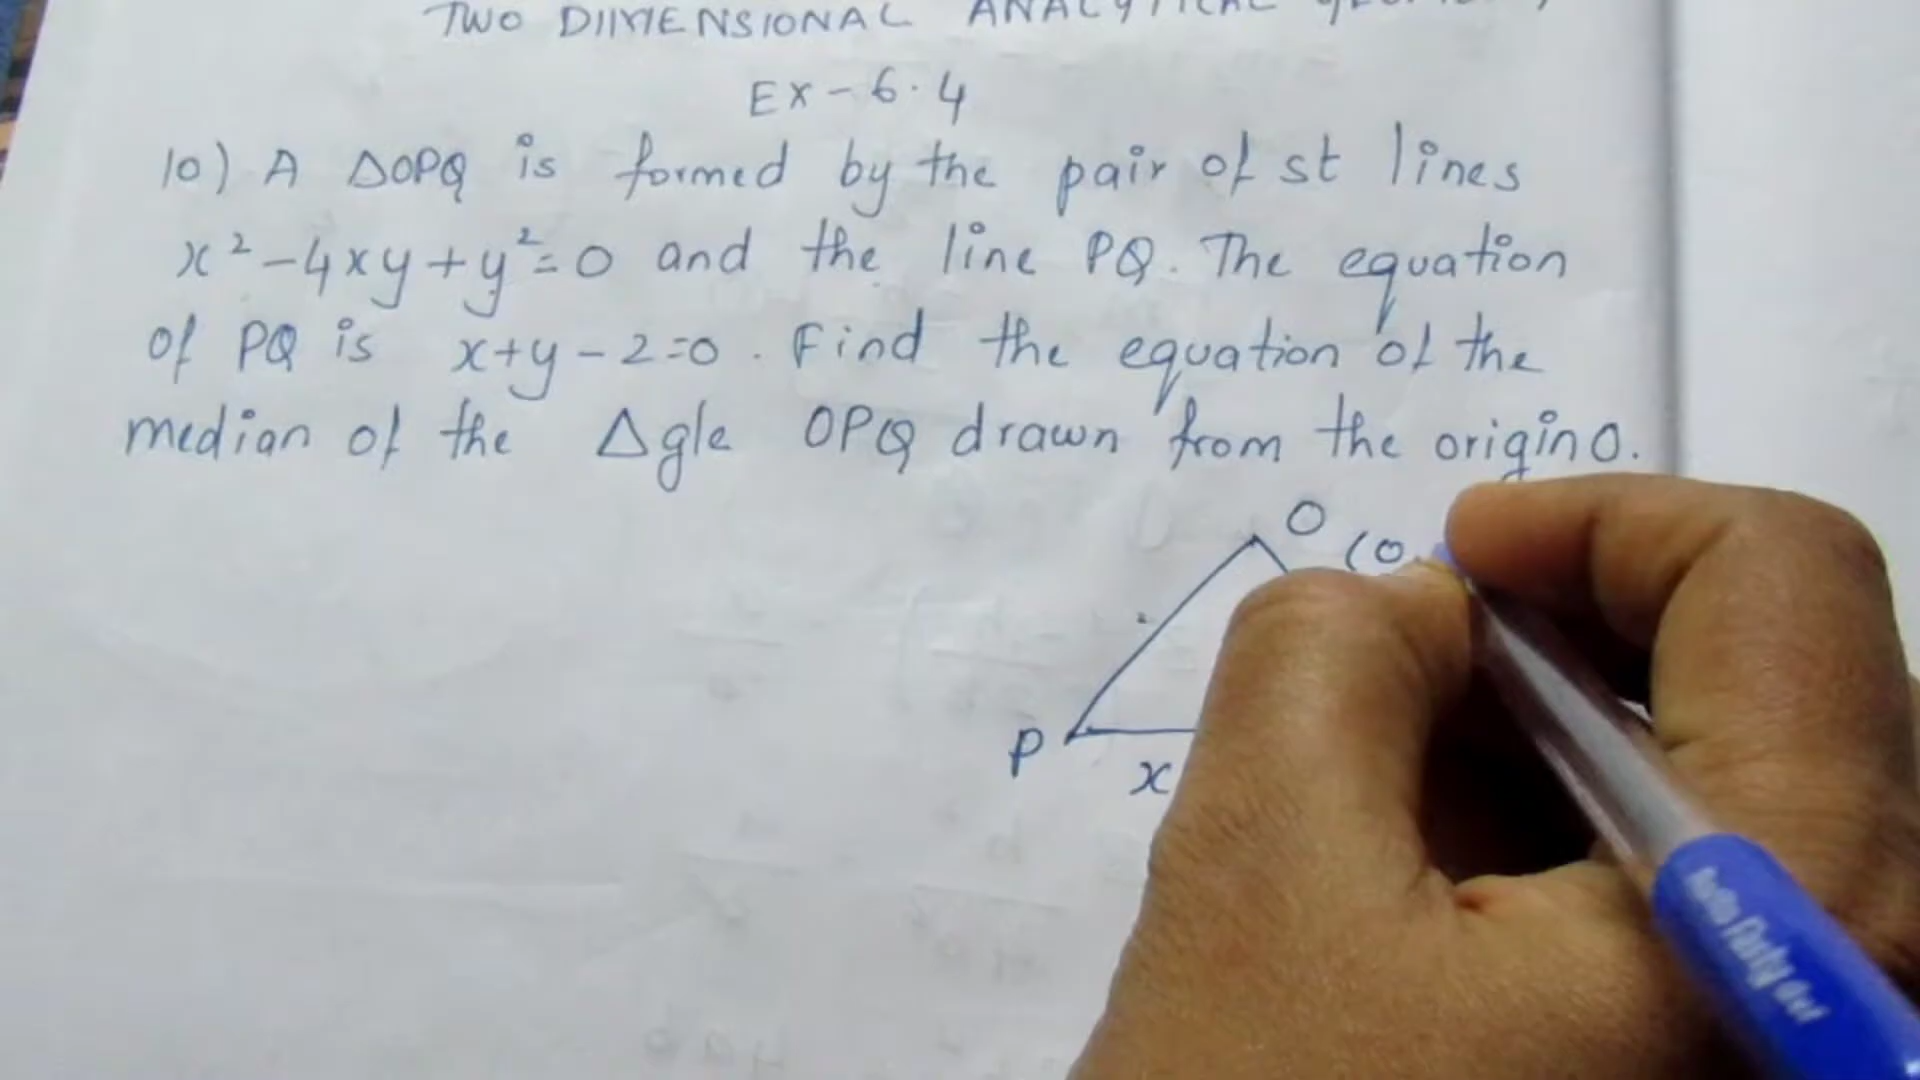 TWO DIMENSIONAL ANALYTICAL
EX - 6.4
10) A ΔOPQ is formed by the pair of st lines
x² - 4xy + y² = 0 and the line PQ. The equation
of PQ is x+y-2=0. Find the equation of the
median of the Δgle OPQ drawn from the origin O.
O
(0
P
x